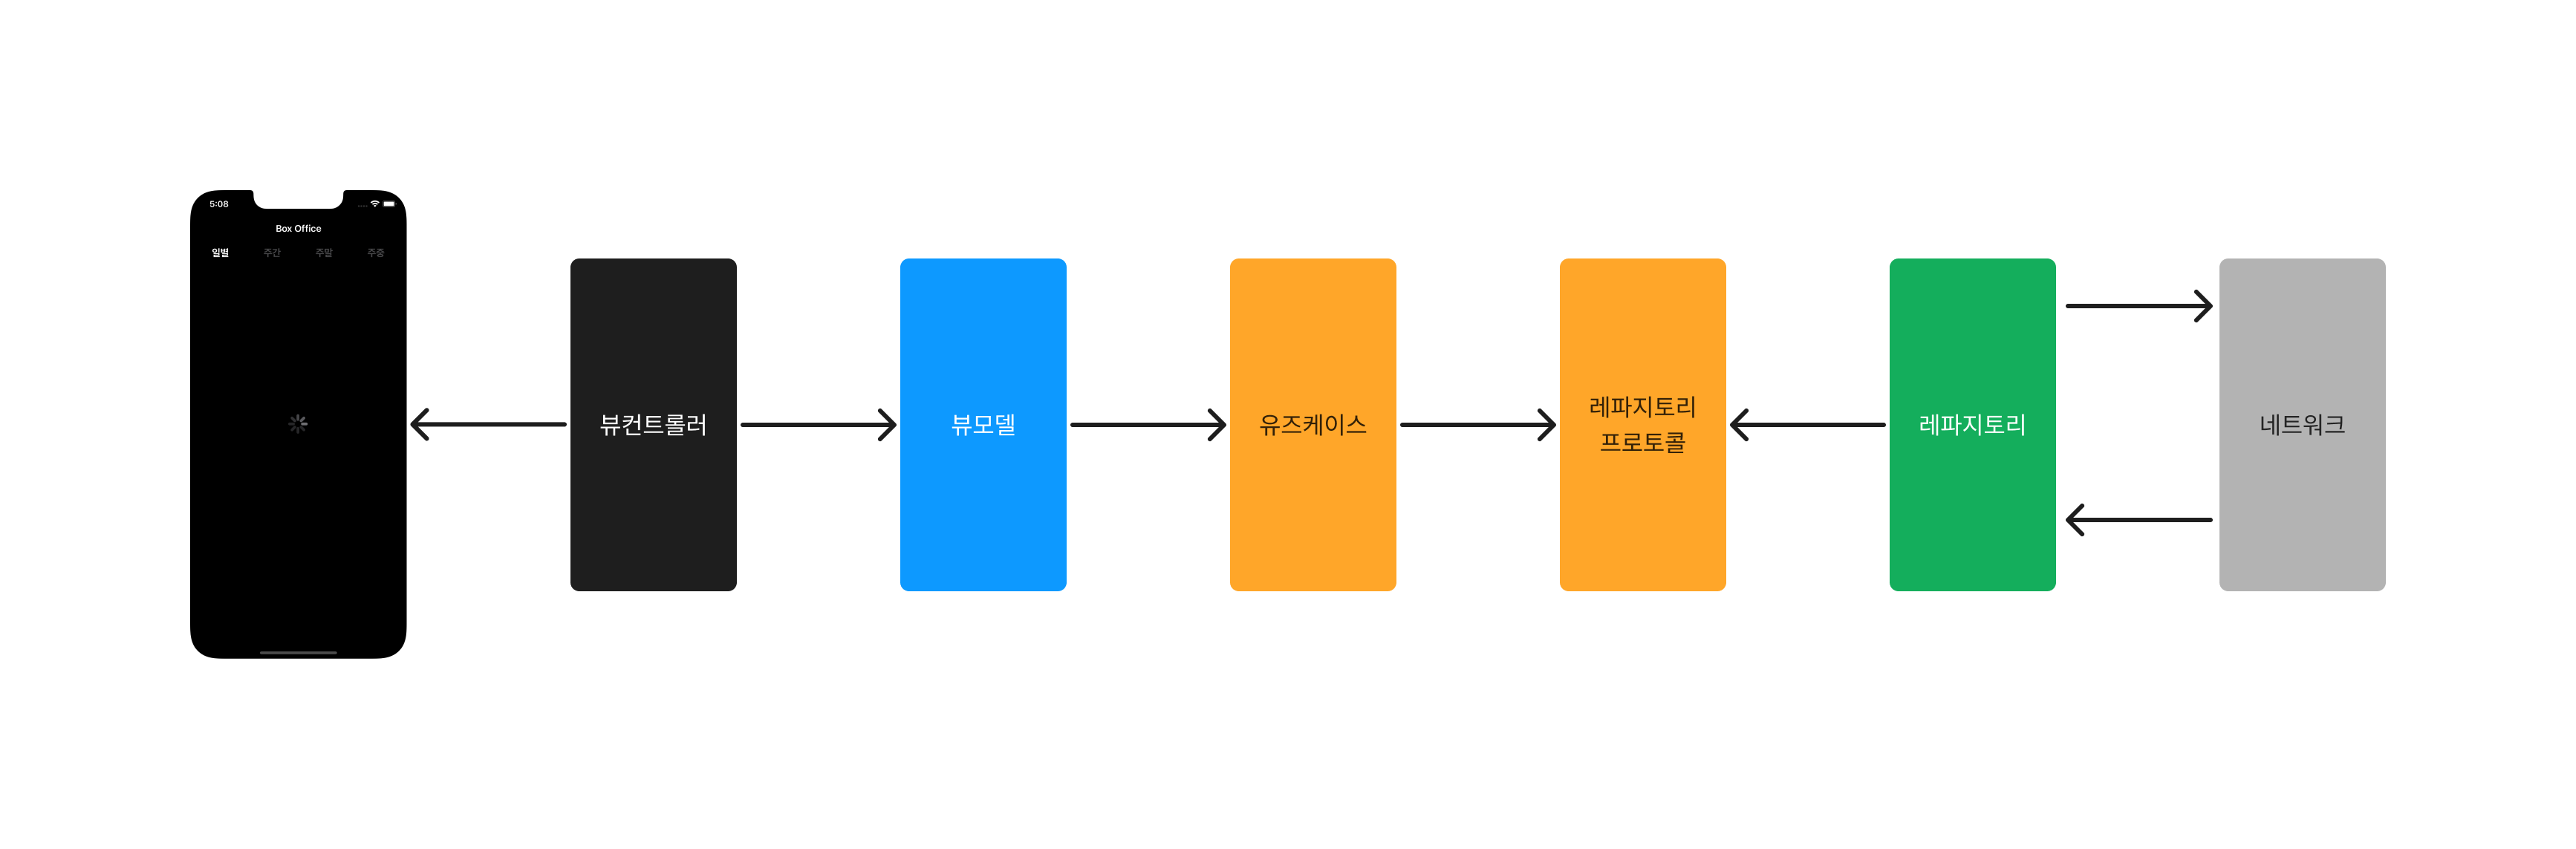 5:08
Box Office
일별 주간 주말 주중
뷰컨트롤러
뷰모델
유즈케이스
레파지토리
프로토콜
레파지토리
네트워크